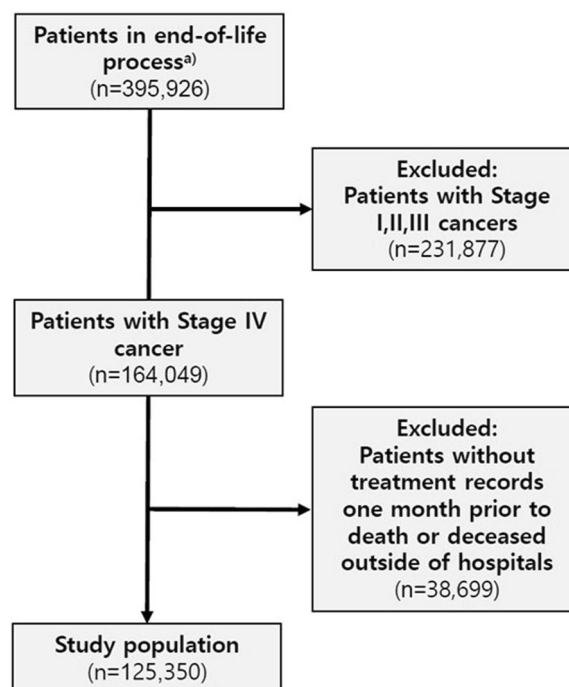 Patients in end-of-life
process a)
(n=395,926)
Excluded:
Patients with Stage
I,II,III cancers
(n=231,877)
Patients with Stage IV
cancer
(n=164,049)
Excluded:
Patients without
treatment records
one month prior to
death or deceased
outside of hospitals
(n=38,699)
Study population
(n=125,350)